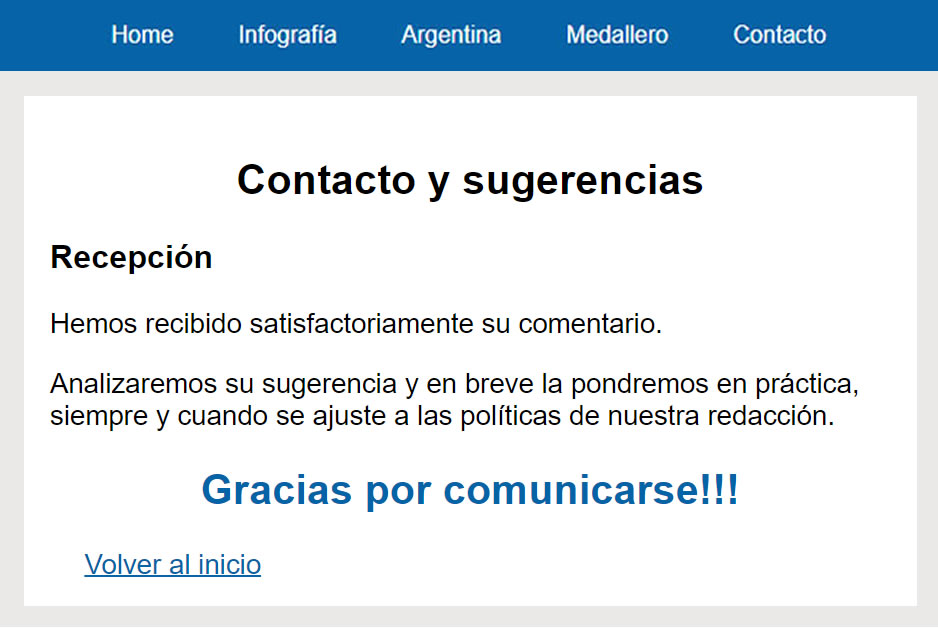 Home Infografía Argentina Medallero Contacto
Contacto y sugerencias
Recepción
Hemos recibido satisfactoriamente su comentario.
Analizaremos su sugerencia y en breve la pondremos en práctica,
siempre y cuando se ajuste a las políticas de nuestra redacción.
Gracias por comunicarse!!!
Volver al inicio